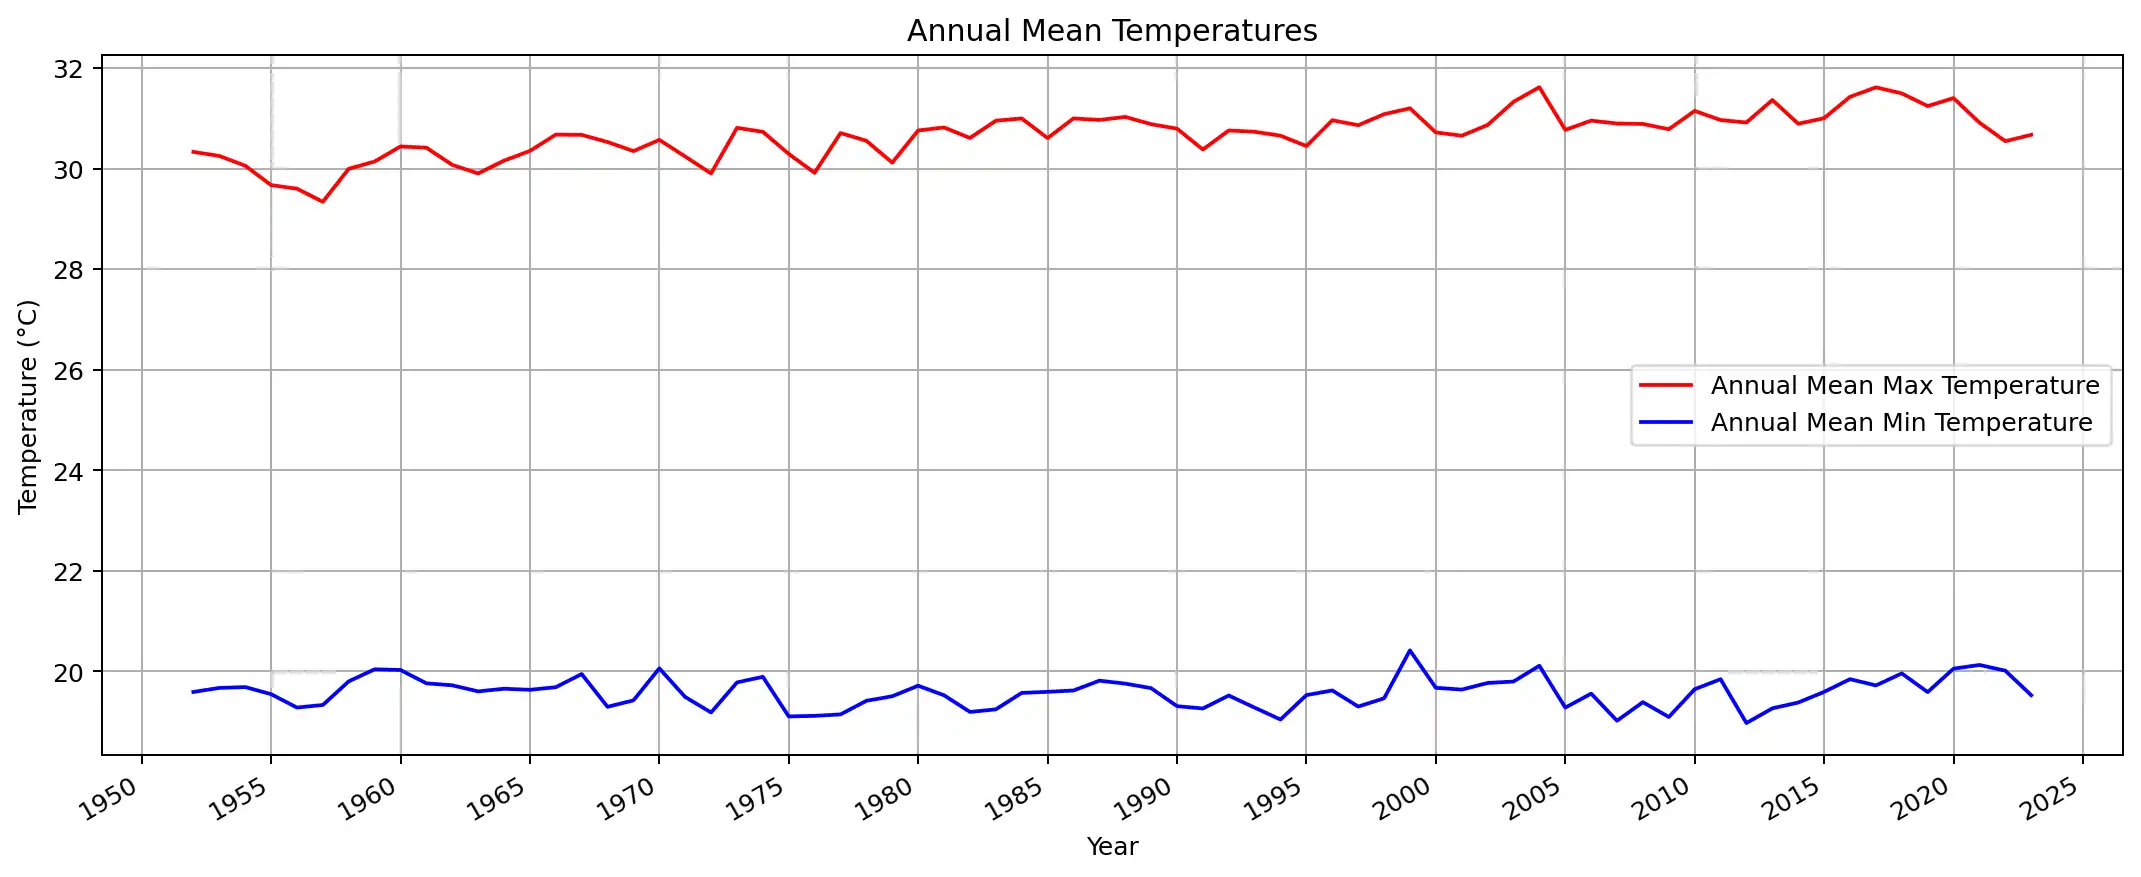 Annual Mean Temperatures
32
30
28
26
24
22
20
Temperature (°C)
Annual Mean Max Temperature
Annual Mean Min Temperature
1950 1955 1960 1965 1970 1975 1980 1985 1990 1995 2000 2005 2010 2015 2020 2025
Year